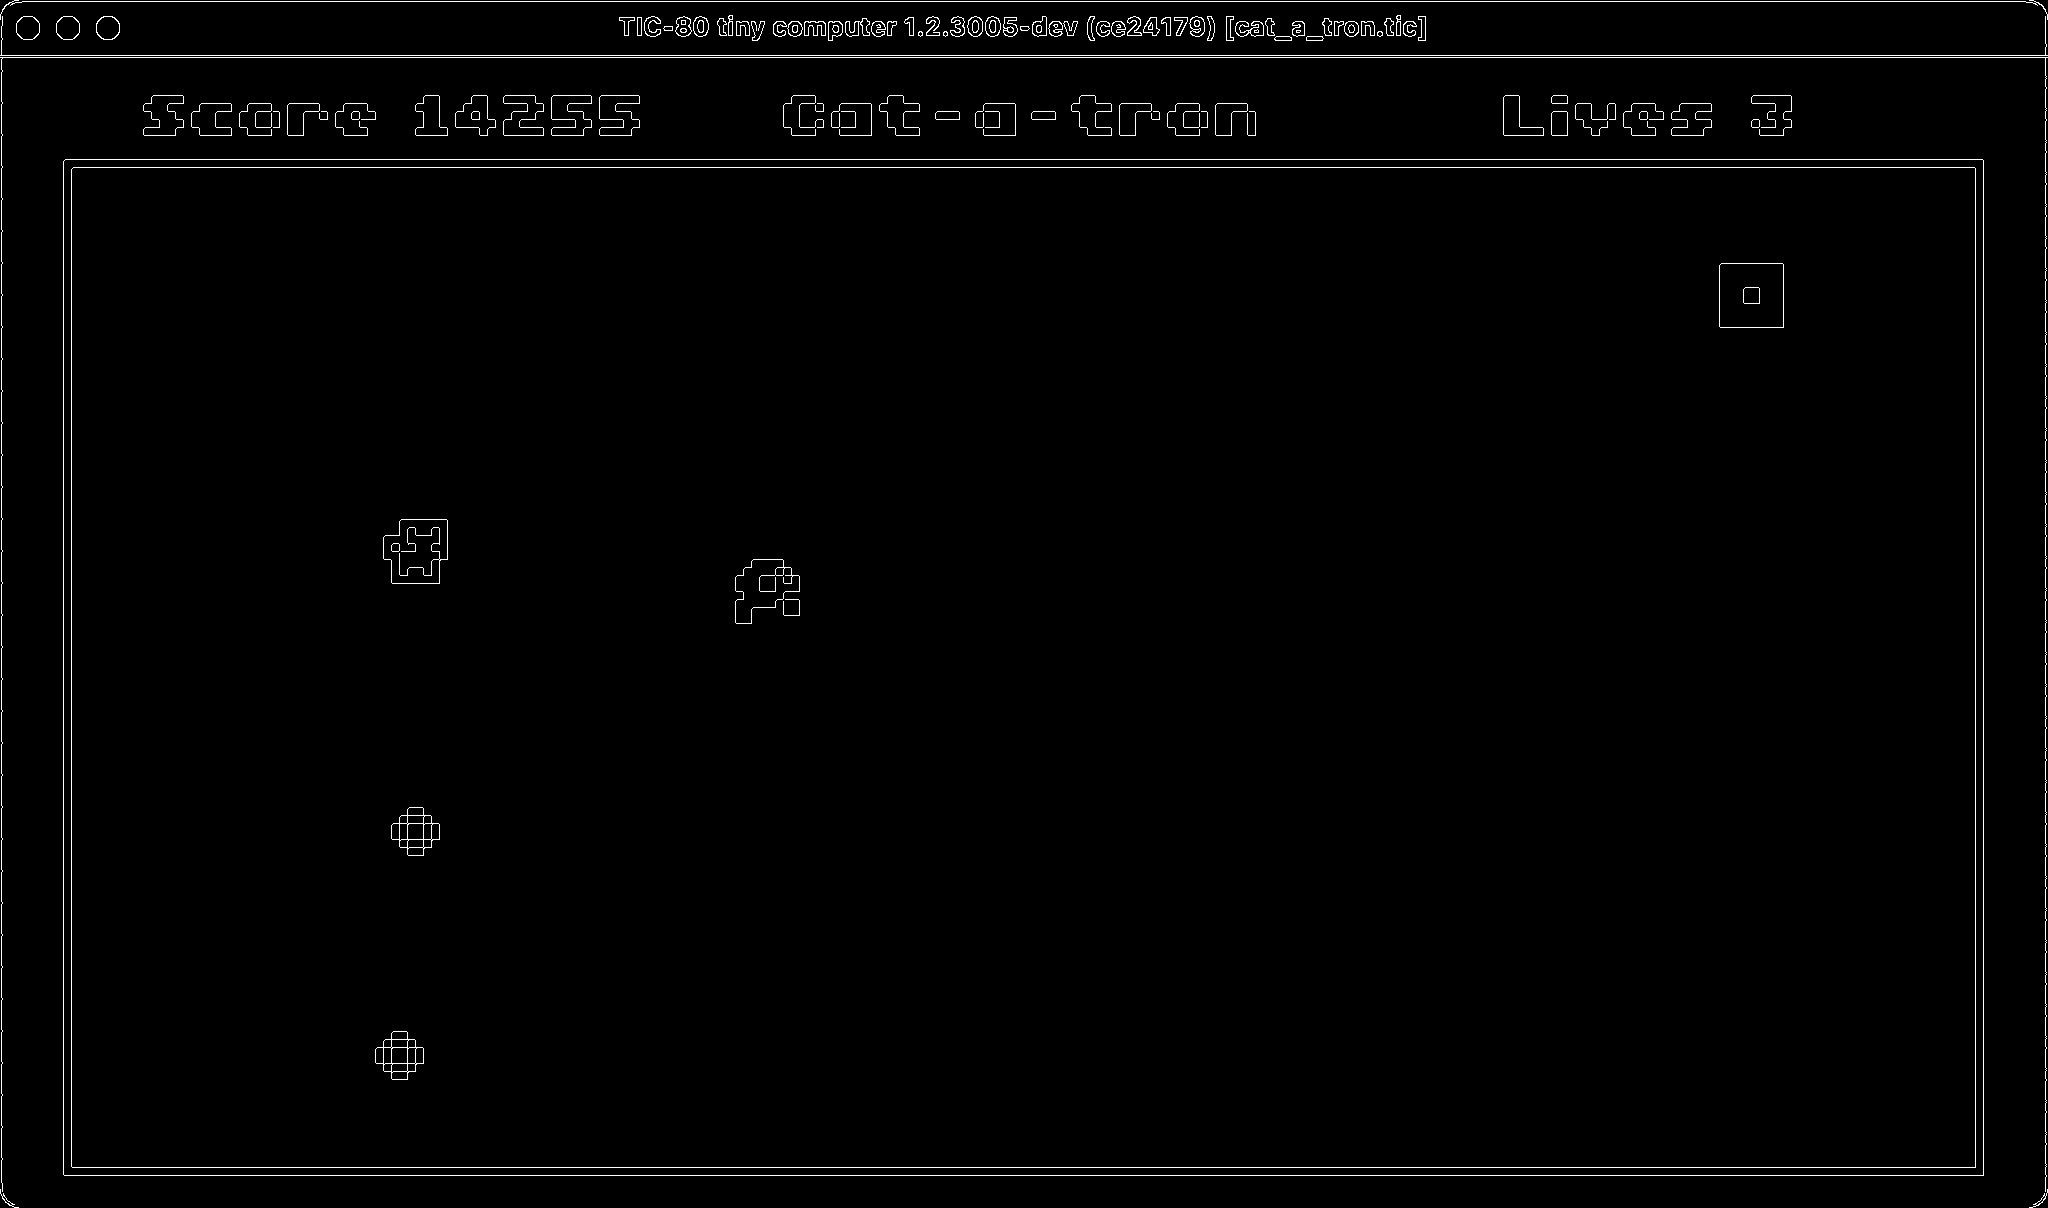 TIC-80 tiny computer 1.2.3005-dev (ce24179) [cat_a_tron.tic]
Score 14255 Cat-a-tron Lives 3